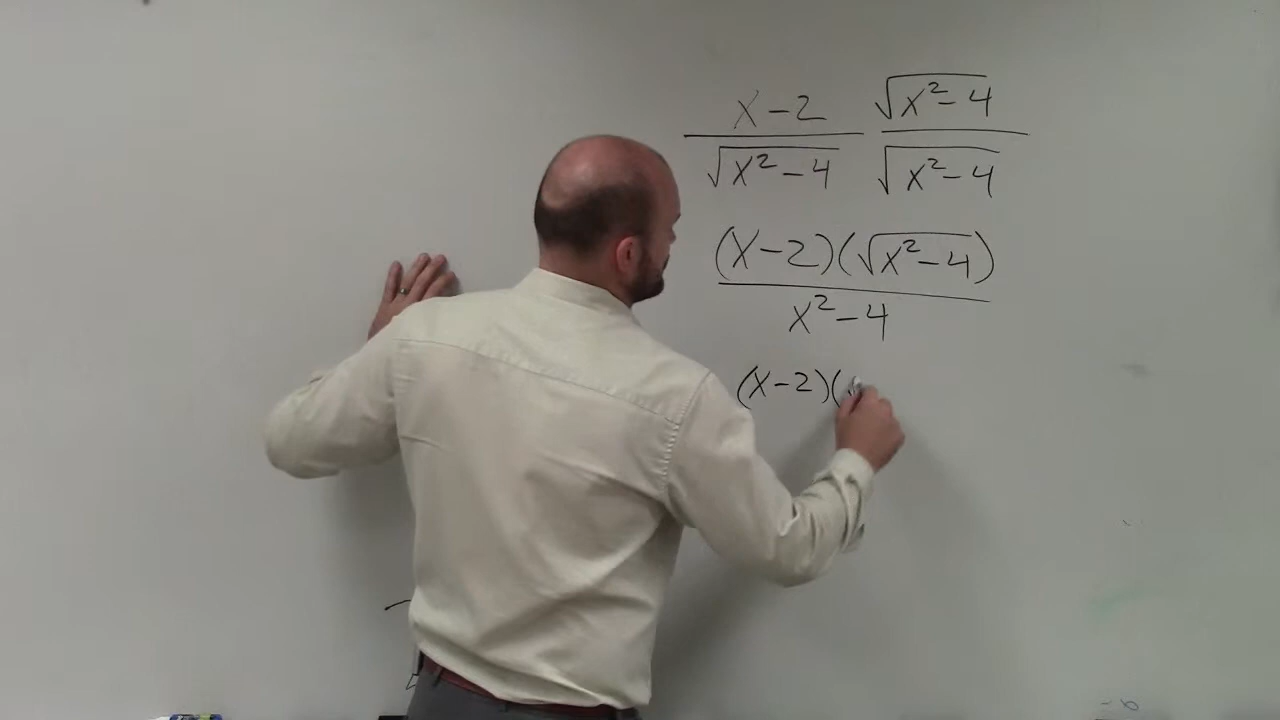 x-2 √x²-4
√x²-4 √x²-4
(x-2)(√x²-4)
x²-4
(x-2)(